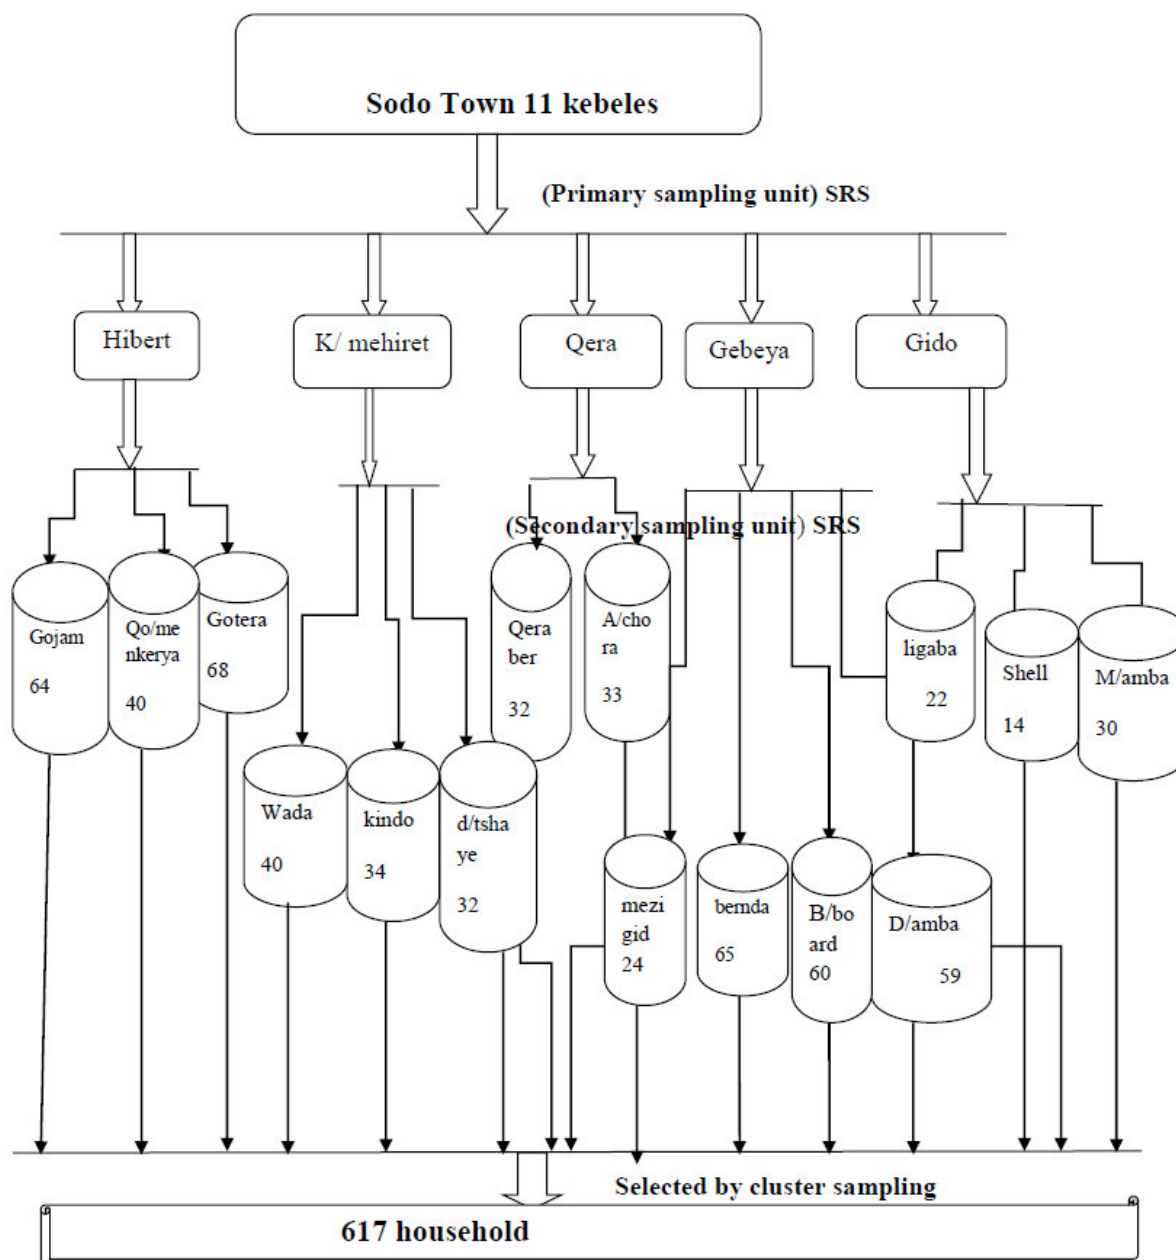 Sodo Town 11 kebeles
(Primary sampling unit) SRS
Hibert
K/ mehiret
Qera
Gebeya
Gido
(Secondary sampling unit) SRS
Gojam
64
Qo/me
nkerya
40
Gotera
68
Qera
ber
32
A/cho
ra
33
ligaba
22
Shell
14
M/amba
30
Wada
40
kindo
34
d/tsha
ye
32
mezi
gid
24
bernda
65
B/bo
ard
60
D/amba
59
Selected by cluster sampling
617 household